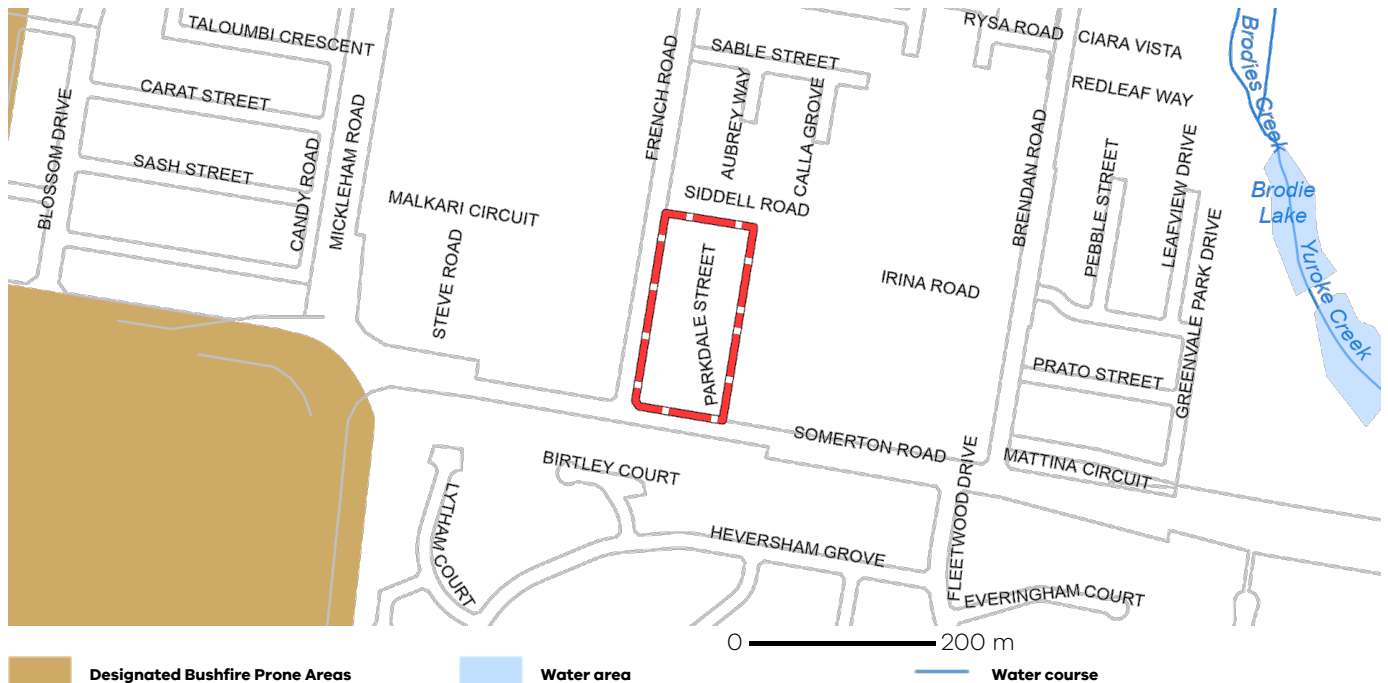 TALOUMBI CRESCENT
RYSA ROAD
CIARA VISTA
SABLE STREET
FRENCH ROAD
Brodies Creek
CARAT STREET
REDLEAF WAY
BLOSSOM DRIVE
MICKLEHAM ROAD
AUBREY WAY
CALLA GROVE
SASH STREET
CANDY ROAD
BRENDAN ROAD
PEBBLE STREET
LEAFVIEW DRIVE
MALKARI CIRCUIT
SIDDELL ROAD
Brodie
Lake
STEVE ROAD
PARKDALE STREET
IRINA ROAD
GREENVALE PARK DRIVE
Yuroke Creek
PRATO STREET
SOMERTON ROAD
MATTINA CIRCUIT
BIRTLEY COURT
LYTHAM COURT
FLEETWOOD DRIVE
HEVERSHAM GROVE
EVERINGHAM COURT
0 200 m
Designated Bushfire Prone Areas
Water area
Water course